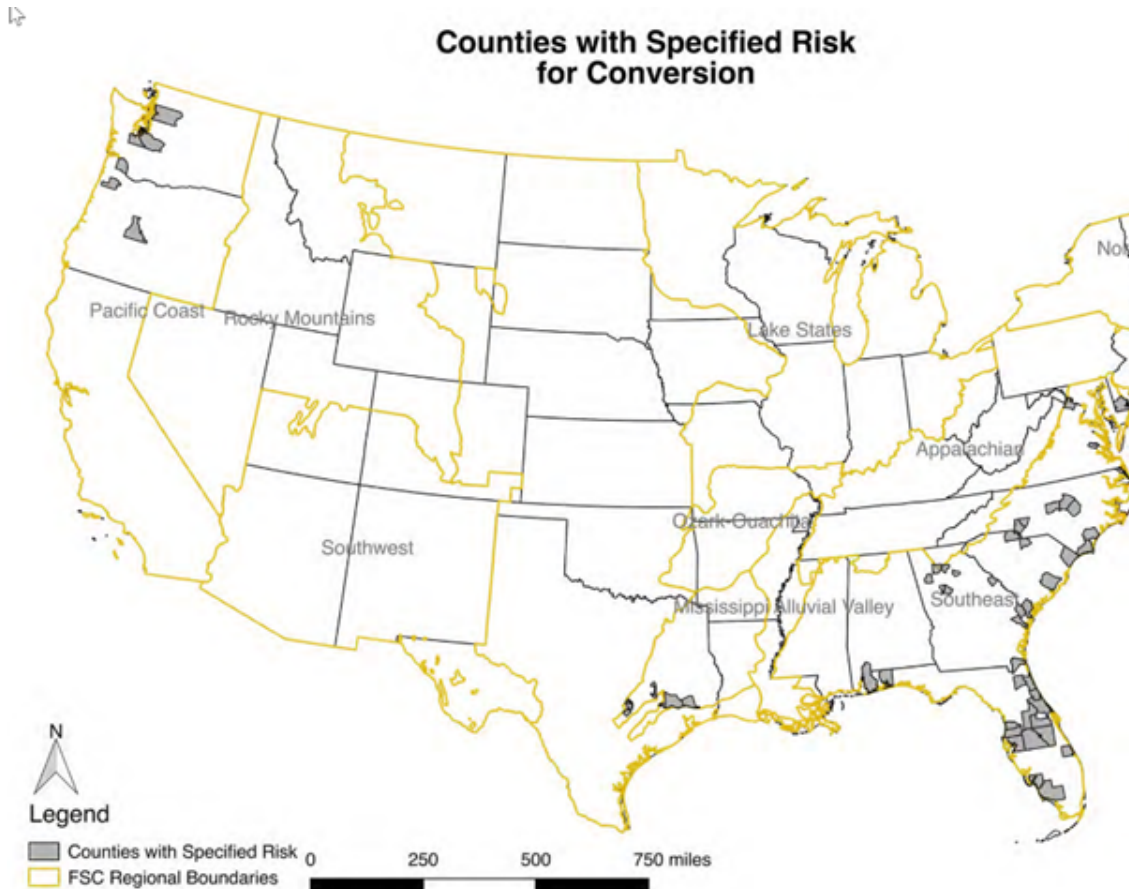 Counties with Specified Risk
for Conversion
Pacific Coast
Rocky Mountains
Lake States
Appalachian
Ozark-Ouachita
Southwest
Mississippi Alluvial Valley
Southeast
N
Legend
Counties with Specified Risk
FSC Regional Boundaries
0 250 500 750 miles